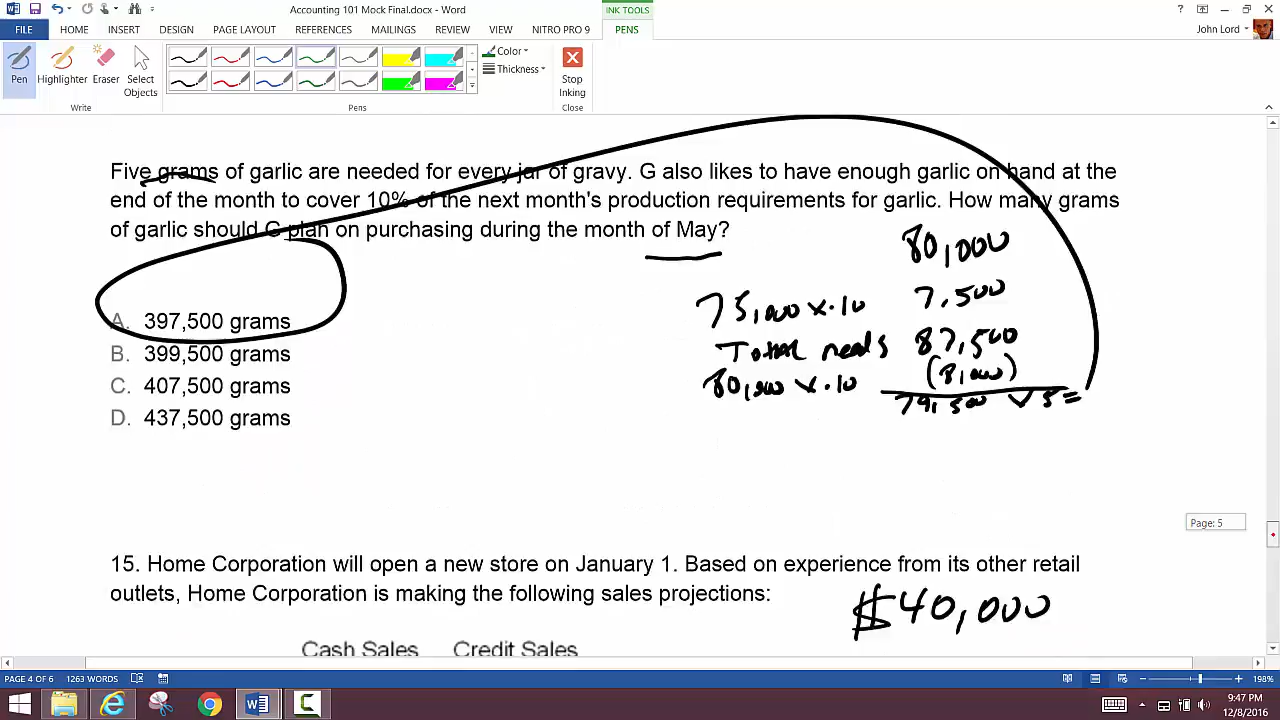 Accounting 101 Mock Final.docx - Word
INK TOOLS
FILE HOME INSERT DESIGN PAGE LAYOUT REFERENCES MAILINGS REVIEW VIEW NITRO PRO 9 PENS
John Lord
Pen Highlighter Eraser Select Objects
Color
Thickness
Stop Inking
Write Pens Close
Five grams of garlic are needed for every jar of gravy. G also likes to have enough garlic on hand at the
end of the month to cover 10% of the next month's production requirements for garlic. How many grams
of garlic should G plan on purchasing during the month of May?
80,000
75,000 x .10 7,500
A. 397,500 grams
Total needs 87,500
B. 399,500 grams
80,000 x .10 (8,000)
C. 407,500 grams
79,500 x 5 =
D. 437,500 grams
Page: 5
15. Home Corporation will open a new store on January 1. Based on experience from its other retail
outlets, Home Corporation is making the following sales projections:
$40,000
Cash Sales Credit Sales
PAGE 4 OF 6 1263 WORDS
198%
9:47 PM
12/8/2016